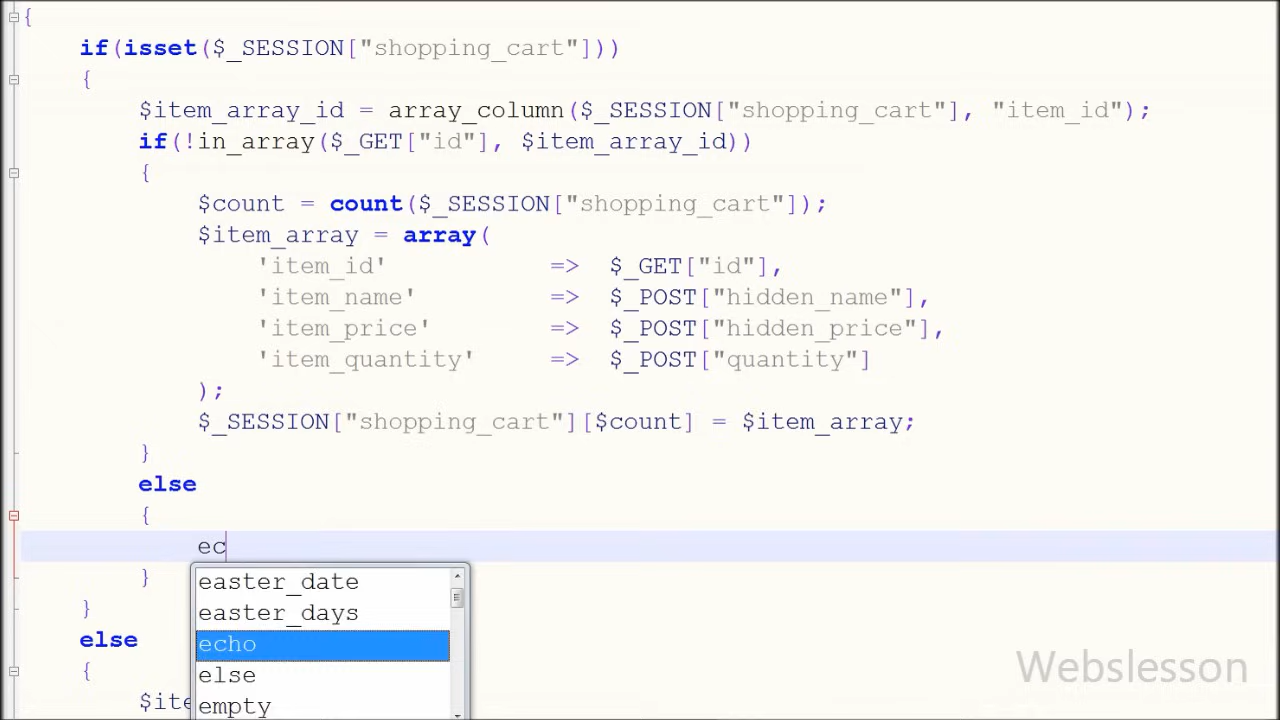 {
if(isset($_SESSION["shopping_cart"]))
{
$item_array_id = array_column($_SESSION["shopping_cart"], "item_id");
if(!in_array($_GET["id"], $item_array_id))
{
$count = count($_SESSION["shopping_cart"]);
$item_array = array(
'item_id' => $_GET["id"],
'item_name' => $_POST["hidden_name"],
'item_price' => $_POST["hidden_price"],
'item_quantity' => $_POST["quantity"]
);
$_SESSION["shopping_cart"][$count] = $item_array;
}
else
{
ec
}
easter_date
easter_days
}
else
echo
{
else
$ite
empty
Webslesson